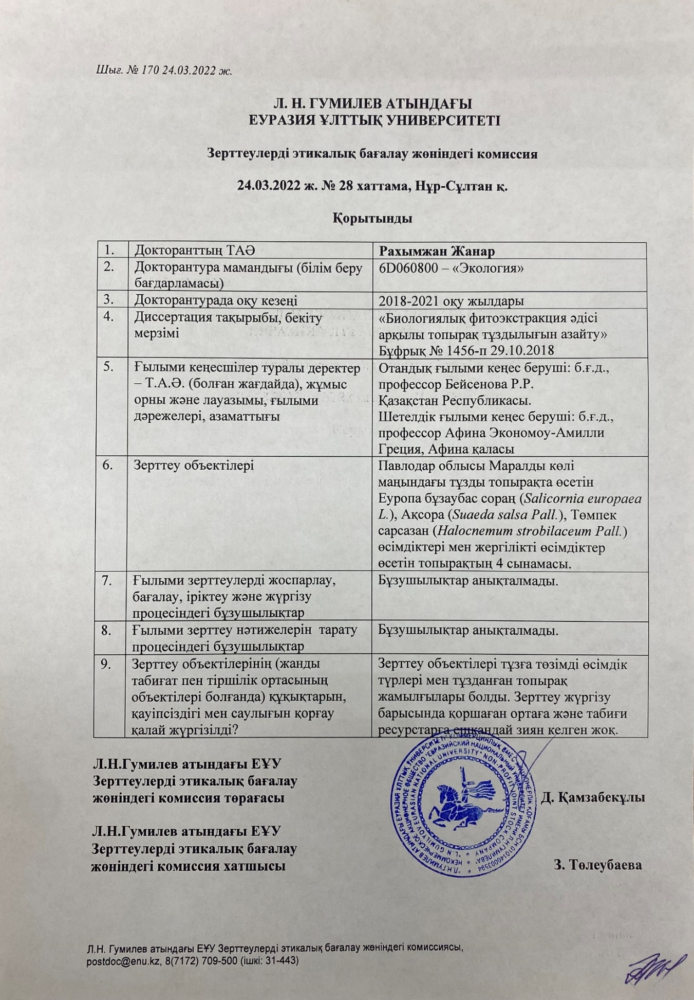 Шығ. № 170 24.03.2022 ж.
Л. Н. ГУМИЛЕВ АТЫНДАҒЫ
ЕУРАЗИЯ ҰЛТТЫҚ УНИВЕРСИТЕТІ
Зерттеулерді этикалық бағалау жөніндегі комиссия
24.03.2022 ж. № 28 хаттама, Нұр-Сұлтан қ.
Қорытынды
1. Докторанттың ТАӘ
Рахымжан Жанар
2. Докторантура мамандығы (білім беру
бағдарламасы)
6D060800 – «Экология»
3. Докторантурада оқу кезеңі
2018-2021 оқу жылдары
4. Диссертация тақырыбы, бекіту
мерзімі
«Биологиялық фитоэкстракция әдісі
арқылы топырақ тұздылығын азайту»
Бұфрық № 1456-п 29.10.2018
5. Ғылыми кеңесшілер туралы деректер
– Т.А.Ә. (болған жағдайда), жұмыс
орны және лауазымы, ғылыми
дәрежелері, азаматтығы
Отандық ғылыми кеңес беруші: б.ғ.д.,
профессор Бейсенова Р.Р.
Қазақстан Республикасы.
Шетелдік ғылыми кеңес беруші: б.ғ.д.,
профессор Афина Экономоу-Амилли
Греция, Афина қаласы
6. Зерттеу объектілері
Павлодар облысы Маралды көлі
маңындағы тұзды топырақта өсетін
Еуропа бұзаубас сораң (Salicornia europaea
L.), Ақсора (Suaeda salsa Pall.), Төмпек
сарсазан (Halocnemum strobilaceum Pall.)
өсімдіктері мен жергілікті өсімдіктер
өсетін топырақтың 4 сынамасы.
7. Ғылыми зерттеулерді жоспарлау,
бағалау, іріктеу және жүргізу
процесіндегі бұзушылықтар
Бұзушылықтар анықталмады.
8. Ғылыми зерттеу нәтижелерін тарату
процесіндегі бұзушылықтар
Бұзушылықтар анықталмады.
9. Зерттеу объектілерінің (жанды
табиғат пен тіршілік ортасының
объектілері болғанда) құқықтарын,
қауіпсіздігі мен саулығын қорғау
қалай жүргізілді?
Зерттеу объектілері тұзға төзімді өсімдік
түрлері мен тұзданған топырақ
жамылғылары болды. Зерттеу жүргізу
барысында қоршаған ортаға және табиғи
ресурстарға ешқандай зиян келген жоқ.
Л.Н.Гумилев атындағы ЕҰУ
Зерттеулерді этикалық бағалау
жөніндегі комиссия төрағасы
Д. Қамзабекұлы
Л.Н.Гумилев атындағы ЕҰУ
Зерттеулерді этикалық бағалау
жөніндегі комиссия хатшысы
З. Төлеубаева
"Л.Н.ГУМИЛЕВ АТЫНДАҒЫ ЕУРАЗИЯ ҰЛТТЫҚ УНИВЕРСИТЕТІ" КОММЕРЦИЯЛЫҚ ЕМЕС АКЦИОНЕРЛІК ҚОҒАМЫ БСН 010140003594
НЕКОММЕРЧЕСКОЕ АКЦИОНЕРНОЕ ОБЩЕСТВО "ЕВРАЗИЙСКИЙ НАЦИОНАЛЬНЫЙ УНИВЕРСИТЕТ ИМЕНИ Л.Н.ГУМИЛЕВА"
"L.N.GUMILYOV EURASIAN NATIONAL UNIVERSITY" NON-PROFIT JOINT STOCK COMPANY
Л.Н. Гумилев атындағы ЕҰУ Зерттеулерді этикалық бағалау жөніндегі комиссиясы,
postdoc@enu.kz, 8(7172) 709-500 (ішкі: 31-443)